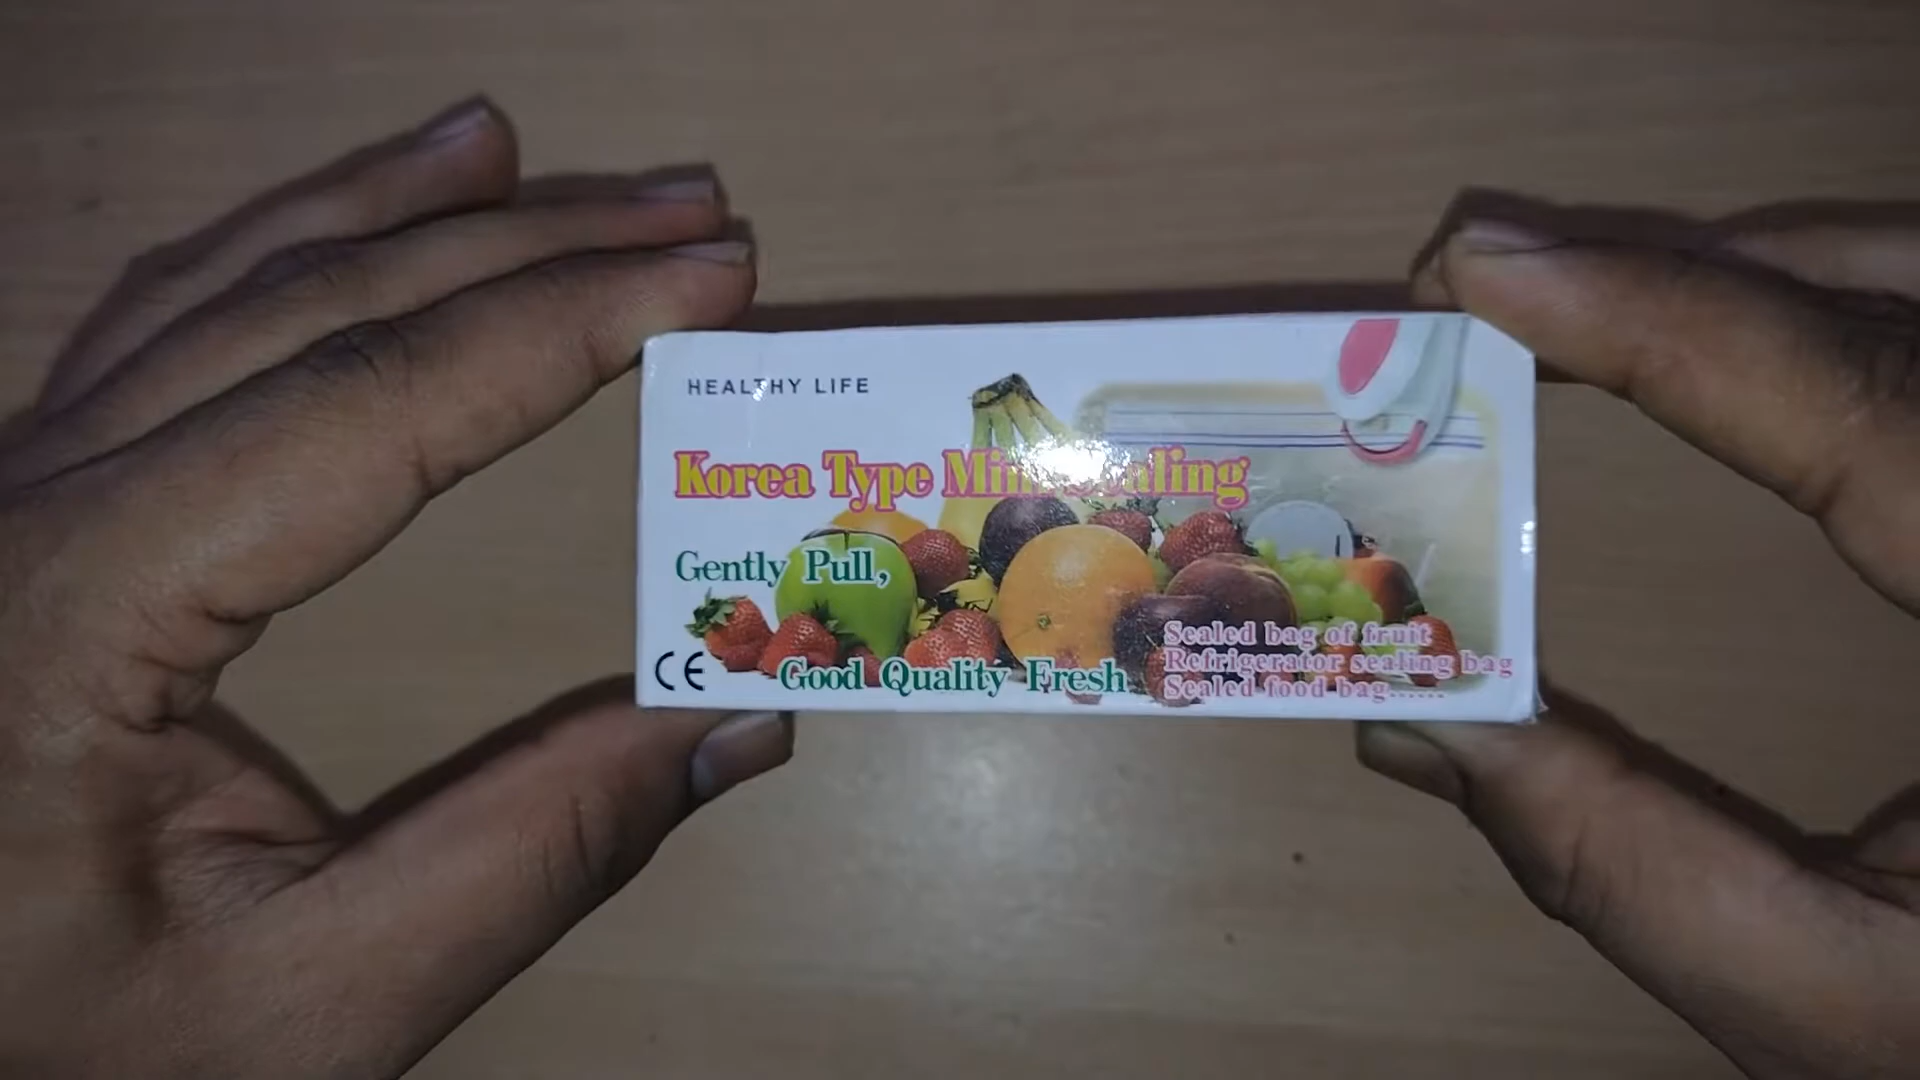 HEALTHY LIFE
Korea Type Mini Sealing
Gently Pull,
Sealed bag of fruit
Refrigerator sealing bag
Sealed food bag......
CE Good Quality Fresh